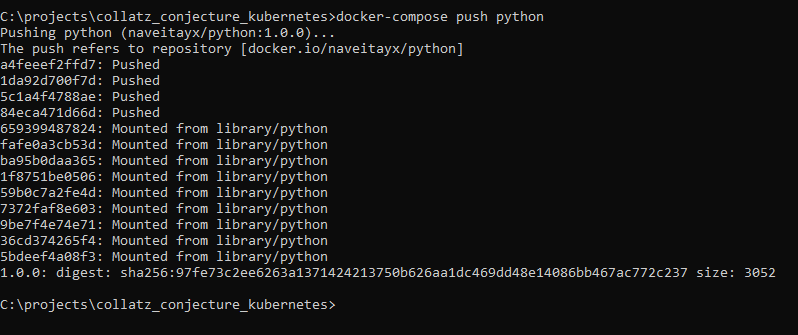 C:\projects\collatz_conjecture_kubernetes>docker-compose push python
Pushing python (naveitayx/python:1.0.0)...
The push refers to repository [docker.io/naveitayx/python]
a4feeef2ffd7: Pushed
1da92d700f7d: Pushed
5c1a4f4788ae: Pushed
84eca471d66d: Pushed
659399487824: Mounted from library/python
fafe0a3cb53d: Mounted from library/python
ba95b0daa365: Mounted from library/python
1f8751be0506: Mounted from library/python
59b0c7a2fe4d: Mounted from library/python
7372faf8e603: Mounted from library/python
9be7f4e74e71: Mounted from library/python
36cd374265f4: Mounted from library/python
5bdeef4a08f3: Mounted from library/python
1.0.0: digest: sha256:97fe73c2ee6263a1371424213750b626aa1dc469dd48e14086bb467ac772c237 size: 3052
C:\projects\collatz_conjecture_kubernetes>